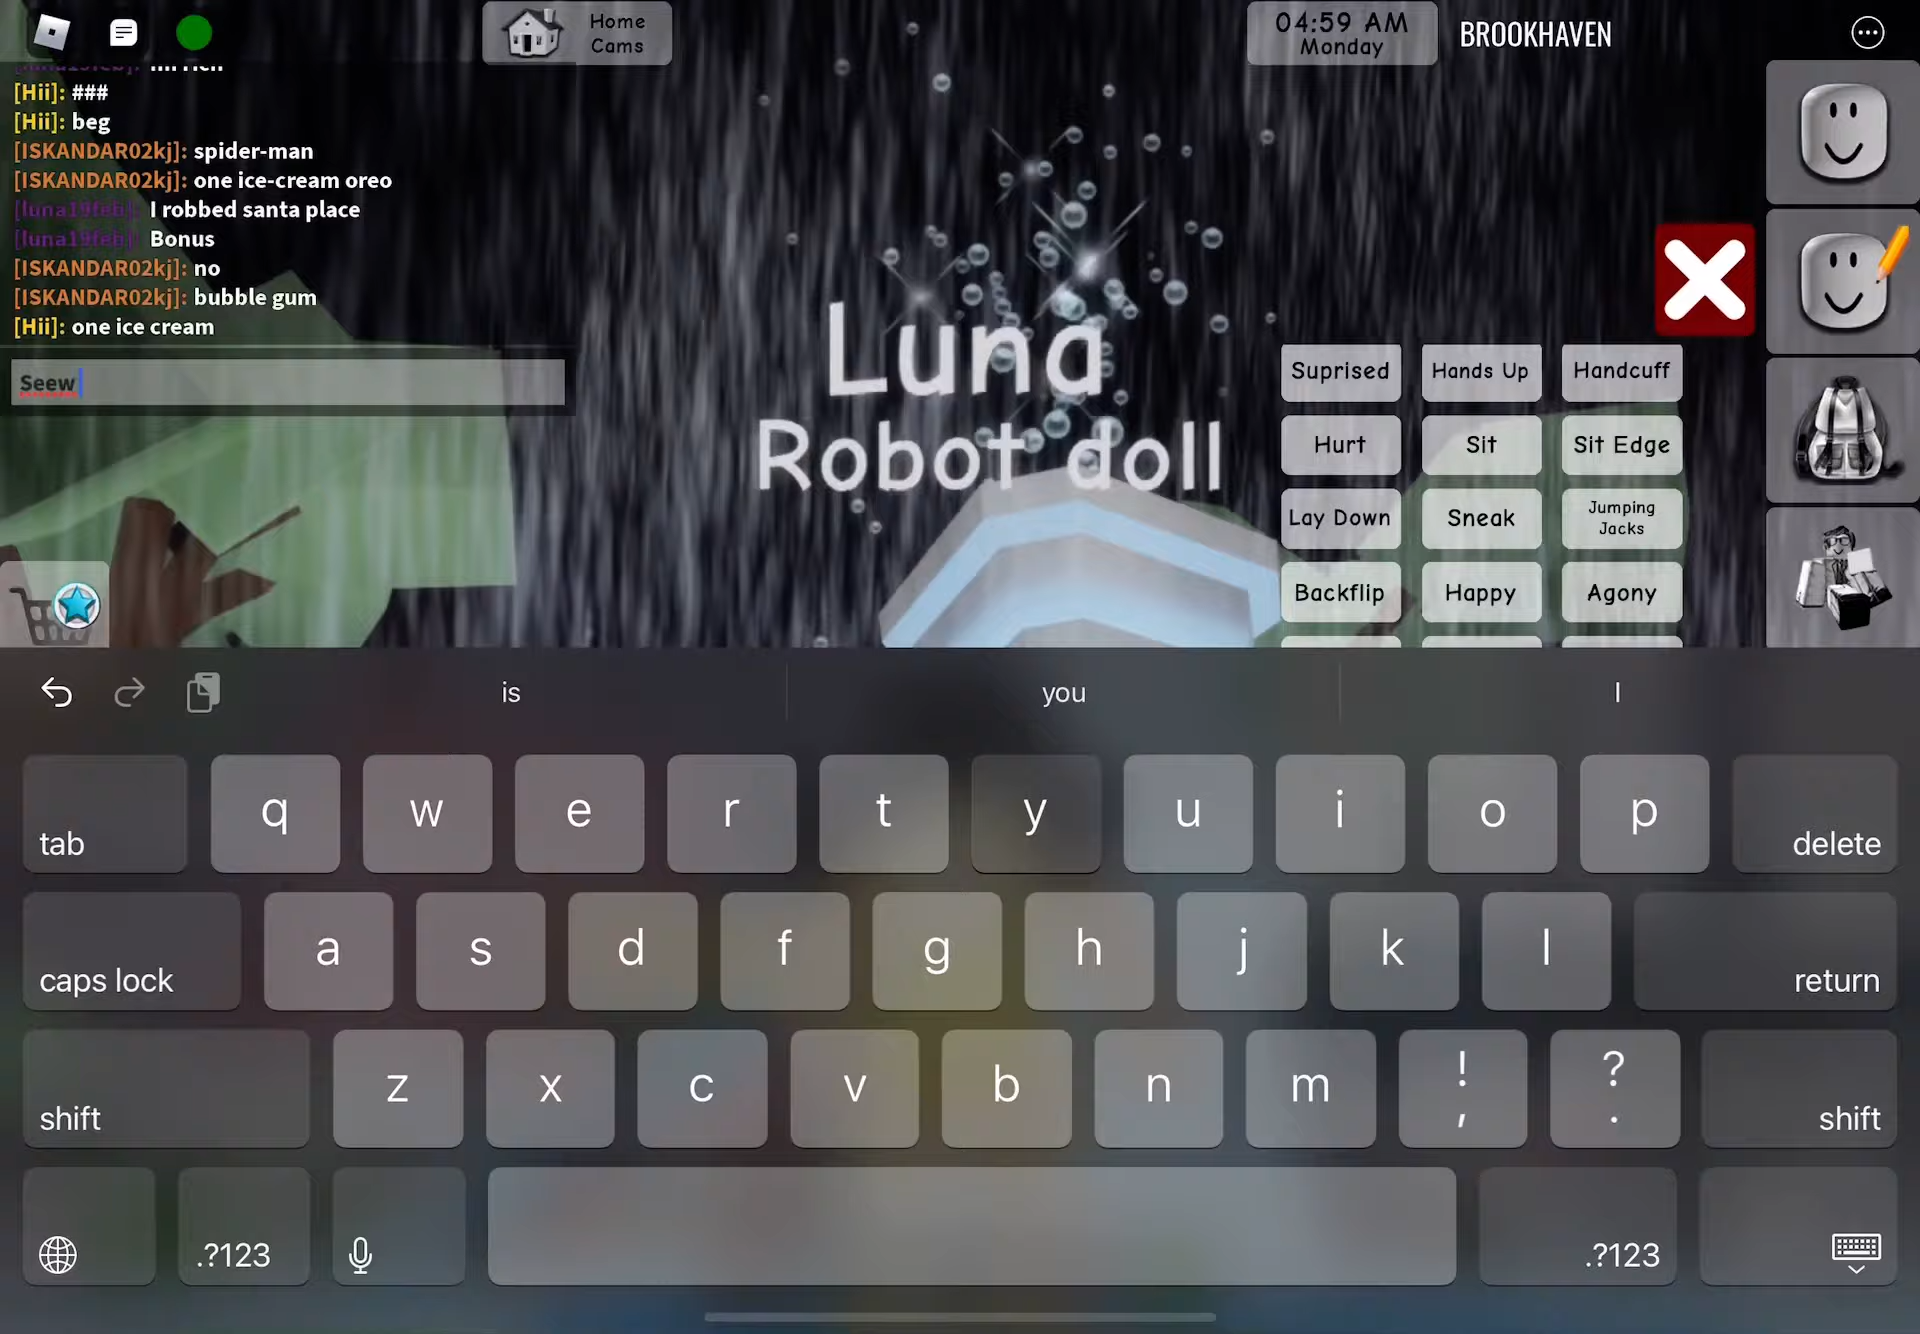 Home
Cams
04:59 AM
Monday
BROOKHAVEN
[Hii]: ###
[Hii]: beg
[ISKANDAR02kj]: spider-man
[ISKANDAR02kj]: one ice-cream oreo
[luna19feb]: I robbed santa place
[luna19feb]: Bonus
[ISKANDAR02kj]: no
[ISKANDAR02kj]: bubble gum
[Hii]: one ice cream
Seew
Luna
Robot doll
Suprised Hands Up Handcuff
Hurt Sit Sit Edge
Lay Down Sneak Jumping Jacks
Backflip Happy Agony
is you I
tab q w e r t y u i o p delete
caps lock a s d f g h j k l return
shift z x c v b n m ! , ? . shift
.?123 .?123